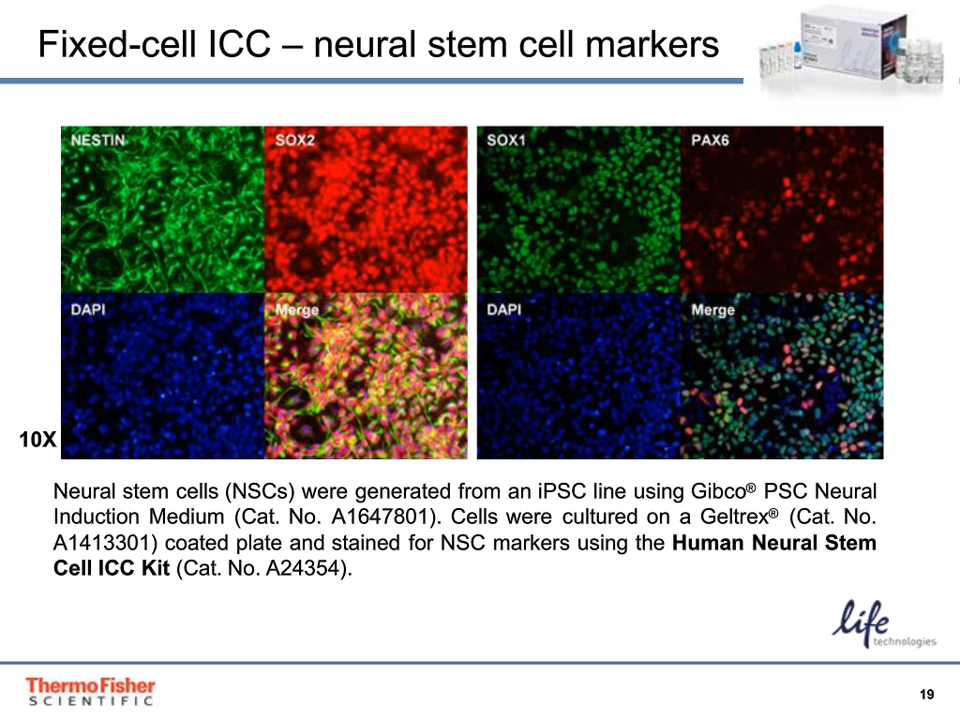 Fixed-cell ICC – neural stem cell markers
life
NESTIN
SOX2
SOX1
PAX6
DAPI
Merge
DAPI
Merge
10X
Neural stem cells (NSCs) were generated from an iPSC line using Gibco® PSC Neural
Induction Medium (Cat. No. A1647801). Cells were cultured on a Geltrex® (Cat. No.
A1413301) coated plate and stained for NSC markers using the Human Neural Stem
Cell ICC Kit (Cat. No. A24354).
life
technologies
ThermoFisher
SCIENTIFIC
19